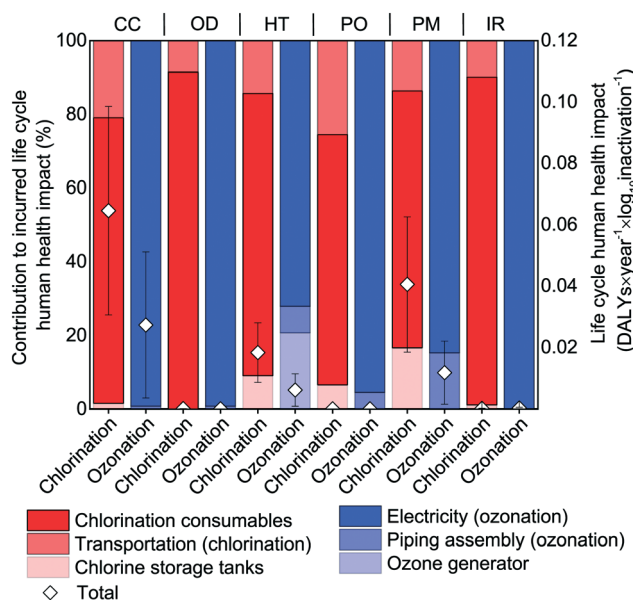 CC | OD | HT | PO | PM | IR
100
80
60
40
20
0
Contribution to incurred life cycle
human health impact (%)
0.12
0.10
0.08
0.06
0.04
0.02
Life cycle human health impact
(DALYs×year⁻¹×log₁₀inactivation⁻¹)
Chlorination
Ozonation
Chlorination
Ozonation
Chlorination
Ozonation
Chlorination
Ozonation
Chlorination
Ozonation
Chlorination
Ozonation
Chlorination consumables
Transportation (chlorination)
Chlorine storage tanks
Total
Electricity (ozonation)
Piping assembly (ozonation)
Ozone generator